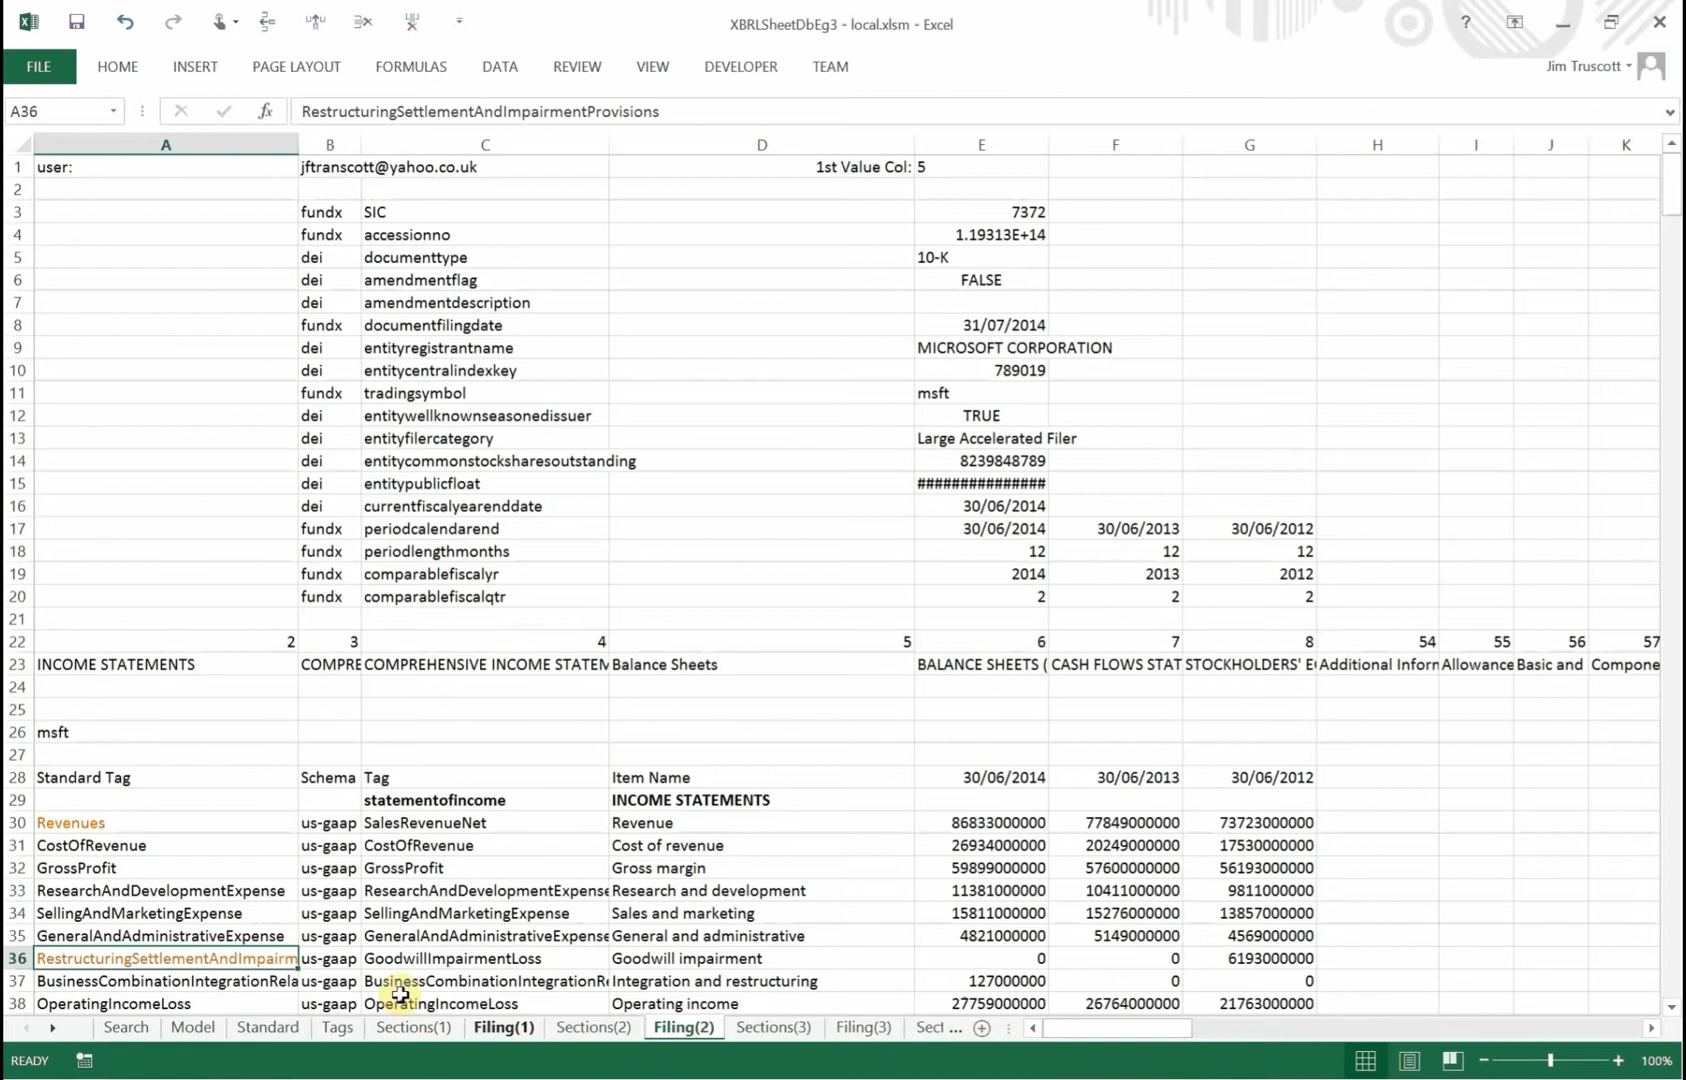 XBRLSheetDbEg3 - local.xlsm - Excel
?
FILE HOME INSERT PAGE LAYOUT FORMULAS DATA REVIEW VIEW DEVELOPER TEAM Jim Truscott
A36 fx RestructuringSettlementAndImpairmentProvisions
A B C D E F G H I J K
1 user: jftranscott@yahoo.co.uk 1st Value Col: 5
2
3 fundx SIC 7372
4 fundx accessionno 1.19313E+14
5 dei documenttype 10-K
6 dei amendmentflag FALSE
7 dei amendmentdescription
8 fundx documentfilingdate 31/07/2014
9 dei entityregistrantname MICROSOFT CORPORATION
10 dei entitycentralindexkey 789019
11 fundx tradingsymbol msft
12 dei entitywellknownseasonedissuer TRUE
13 dei entityfilercategory Large Accelerated Filer
14 dei entitycommonstocksharesoutstanding 8239848789
15 dei entitypublicfloat ###############
16 dei currentfiscalyearenddate 30/06/2014
17 fundx periodcalendarend 30/06/2014 30/06/2013 30/06/2012
18 fundx periodlengthmonths 12 12 12
19 fundx comparablefiscalyr 2014 2013 2012
20 fundx comparablefiscalqtr 2 2 2
21
22 2 3 4 5 6 7 8 54 55 56 57
23 INCOME STATEMENTS COMPRE COMPREHENSIVE INCOME STATEM Balance Sheets BALANCE SHEETS ( CASH FLOWS STAT STOCKHOLDERS' E Additional Inforn Allowance Basic and Compone
24
25
26 msft
27
28 Standard Tag Schema Tag Item Name 30/06/2014 30/06/2013 30/06/2012
29 statementofincome INCOME STATEMENTS
30 Revenues us-gaap SalesRevenueNet Revenue 86833000000 77849000000 73723000000
31 CostOfRevenue us-gaap CostOfRevenue Cost of revenue 26934000000 20249000000 17530000000
32 GrossProfit us-gaap GrossProfit Gross margin 59899000000 57600000000 56193000000
33 ResearchAndDevelopmentExpense us-gaap ResearchAndDevelopmentExpense Research and development 11381000000 10411000000 9811000000
34 SellingAndMarketingExpense us-gaap SellingAndMarketingExpense Sales and marketing 15811000000 15276000000 13857000000
35 GeneralAndAdministrativeExpense us-gaap GeneralAndAdministrativeExpense General and administrative 4821000000 5149000000 4569000000
36 RestructuringSettlementAndImpairm us-gaap GoodwillImpairmentLoss Goodwill impairment 0 0 6193000000
37 BusinessCombinationIntegrationRela us-gaap BusinessCombinationIntegrationRe Integration and restructuring 127000000 0 0
38 OperatingIncomeLoss us-gaap OperatingIncomeLoss Operating income 27759000000 26764000000 21763000000
Search Model Standard Tags Sections(1) Filing(1) Sections(2) Filing(2) Sections(3) Filing(3) Sect ...
READY 100%